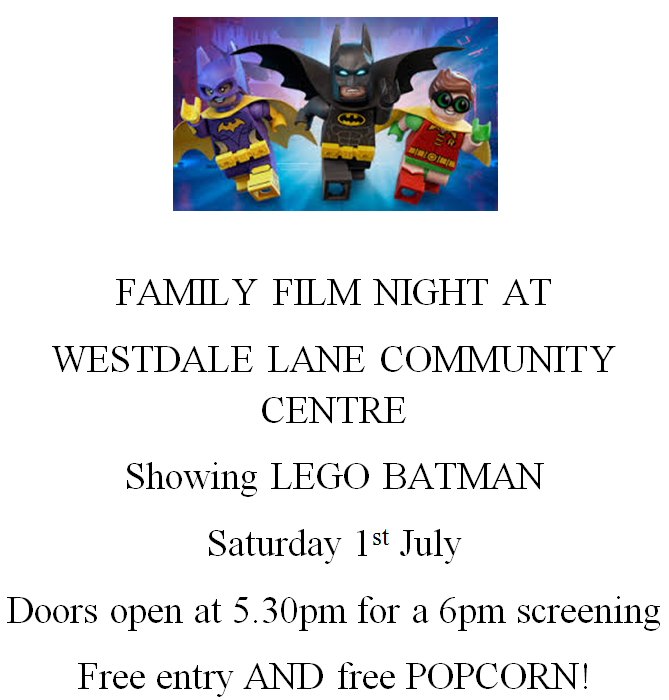 FAMILY FILM NIGHT AT
WESTDALE LANE COMMUNITY
CENTRE
Showing LEGO BATMAN
Saturday 1st July
Doors open at 5.30pm for a 6pm screening
Free entry AND free POPCORN!